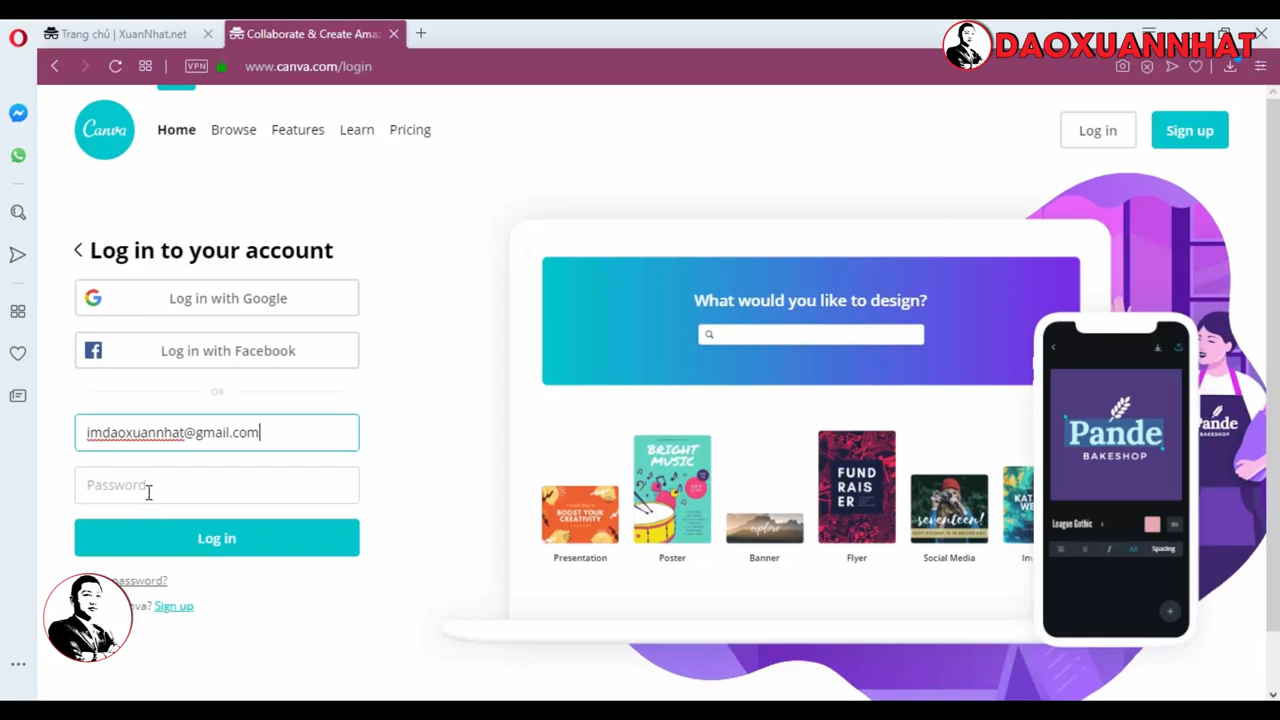 Trang chủ | XuanNhat.net
Collaborate & Create Ama
DAOXUANNHAT
VPN
www.canva.com/login
Canva
Home Browse Features Learn Pricing
Log in
Sign up
Log in to your account
Log in with Google
Log in with Facebook
OR
imdaoxuannhat@gmail.com
Password
Log in
password?
nva? Sign up
What would you like to design?
BRIGHT
MUSIC
BOOST YOUR
CREATIVITY
explore
FUND
RAIS
ER
seventeen!
Presentation
Poster
Banner
Flyer
Social Media
Pande
BAKESHOP
BAKESHOP
League Gothic
Spacing